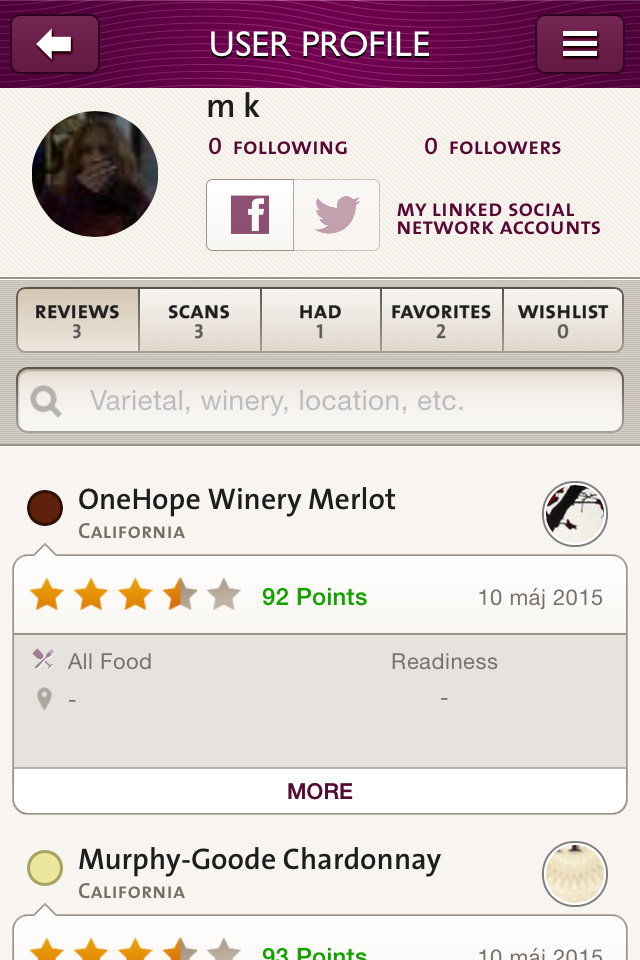 USER PROFILE
m k
0 FOLLOWING 0 FOLLOWERS
f
MY LINKED SOCIAL
NETWORK ACCOUNTS
REVIEWS SCANS HAD FAVORITES WISHLIST
3 3 1 2 0
Varietal, winery, location, etc.
OneHope Winery Merlot
CALIFORNIA
92 Points 10 máj 2015
All Food Readiness
- -
MORE
Murphy-Goode Chardonnay
CALIFORNIA
93 Points 10 máj 2015